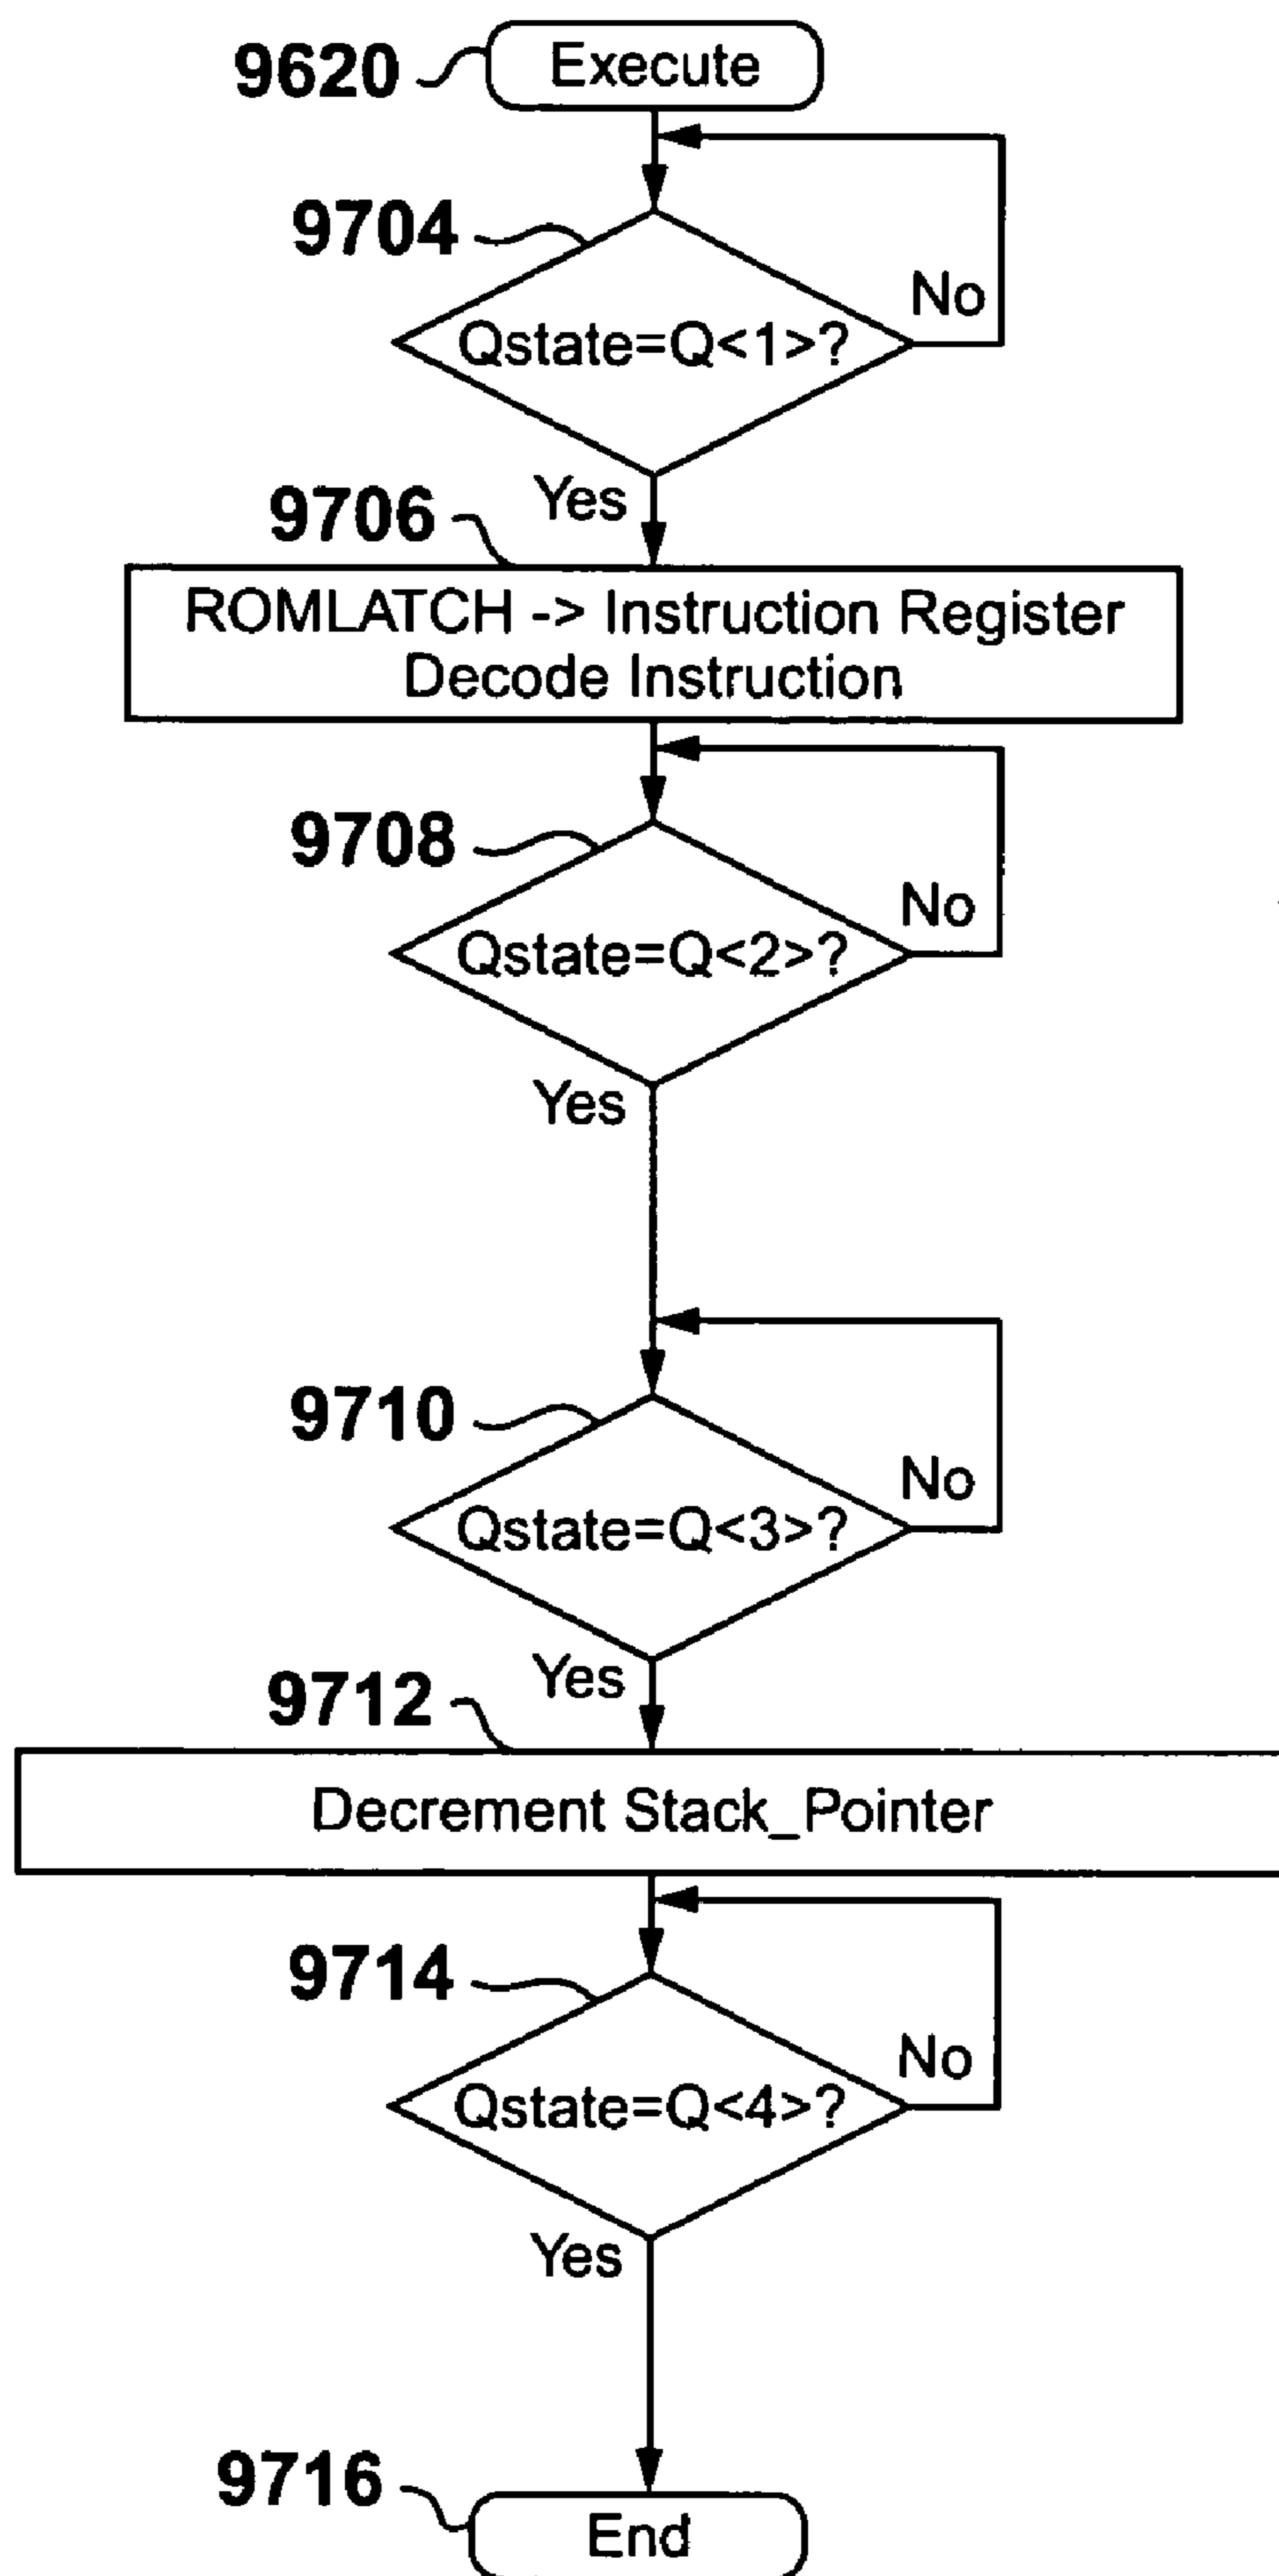 9620 Execute
9704
No
Qstate=Q<1>?
Yes
9706
ROMLATCH -> Instruction Register
Decode Instruction
9708
No
Qstate=Q<2>?
Yes
9710
No
Qstate=Q<3>?
Yes
9712
Decrement Stack_Pointer
9714
No
Qstate=Q<4>?
Yes
9716
End